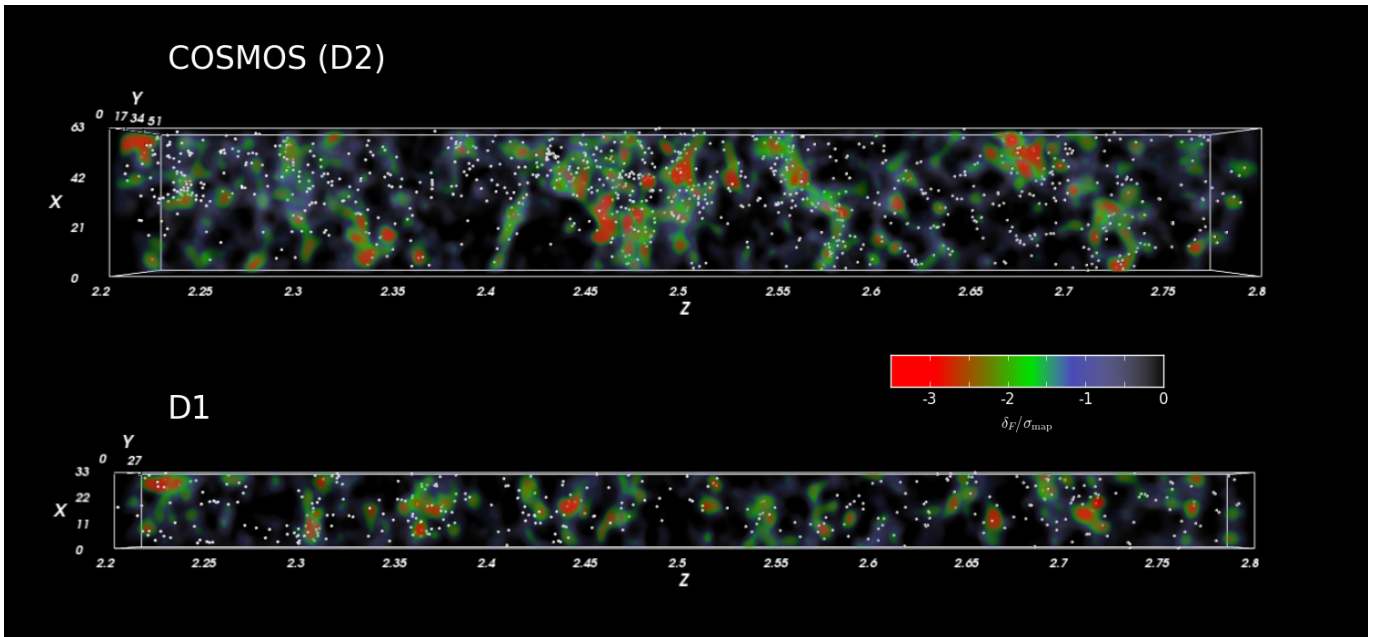 COSMOS (D2)
Y
0 17 34 51
63
42
X
21
0
2.2 2.25 2.3 2.35 2.4 2.45 2.5 2.55 2.6 2.65 2.7 2.75 2.8
Z
-3 -2 -1 0
δF/σmap
D1
Y
0 27
33
22
X
11
0
2.2 2.25 2.3 2.35 2.4 2.45 2.5 2.55 2.6 2.65 2.7 2.75 2.8
Z